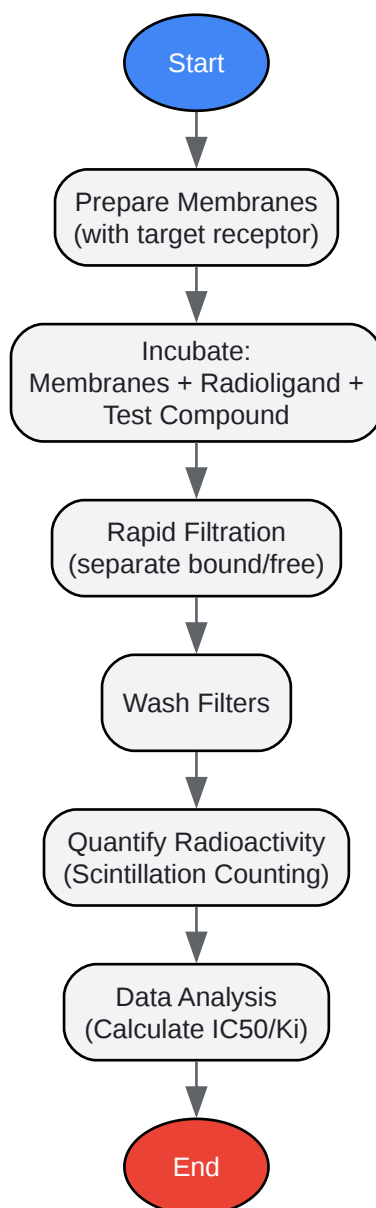 Start
Prepare Membranes
(with target receptor)
Incubate:
Membranes + Radioligand +
Test Compound
Rapid Filtration
(separate bound/free)
Wash Filters
Quantify Radioactivity
(Scintillation Counting)
Data Analysis
(Calculate IC50/Ki)
End